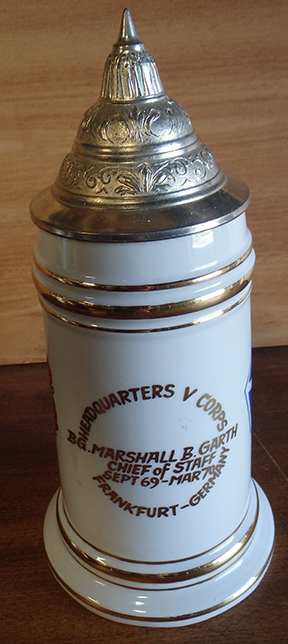 HEADQUARTERS V CORPS
B.G. MARSHALL B. GARTH
CHIEF OF STAFF
SEPT 69-MAR 70
FRANKFURT-GERMANY